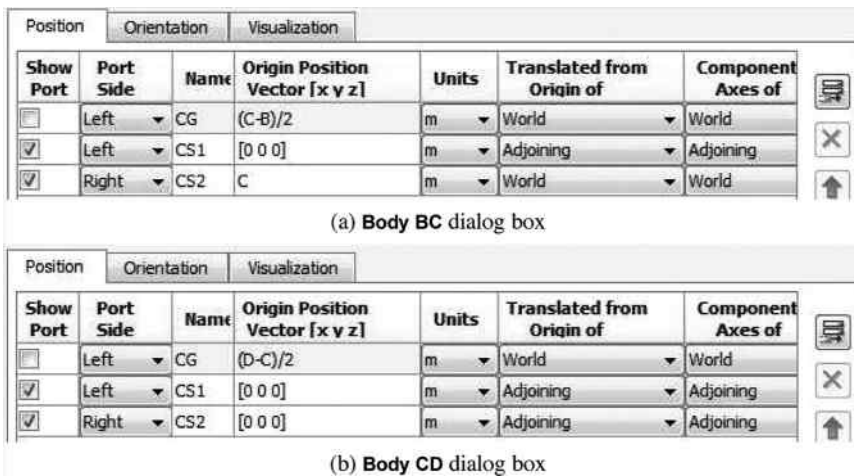 Position Orientation Visualization
Show Port Port Side Name Origin Position Vector [x y z] Units Translated from Origin of Component Axes of
Left CG (C-B)/2 m World World
Left CS1 [0 0 0] m Adjoining Adjoining
Right CS2 C m World World
(a) Body BC dialog box
Position Orientation Visualization
Show Port Port Side Name Origin Position Vector [x y z] Units Translated from Origin of Component Axes of
Left CG (D-C)/2 m World World
Left CS1 [0 0 0] m Adjoining Adjoining
Right CS2 [0 0 0] m Adjoining Adjoining
(b) Body CD dialog box